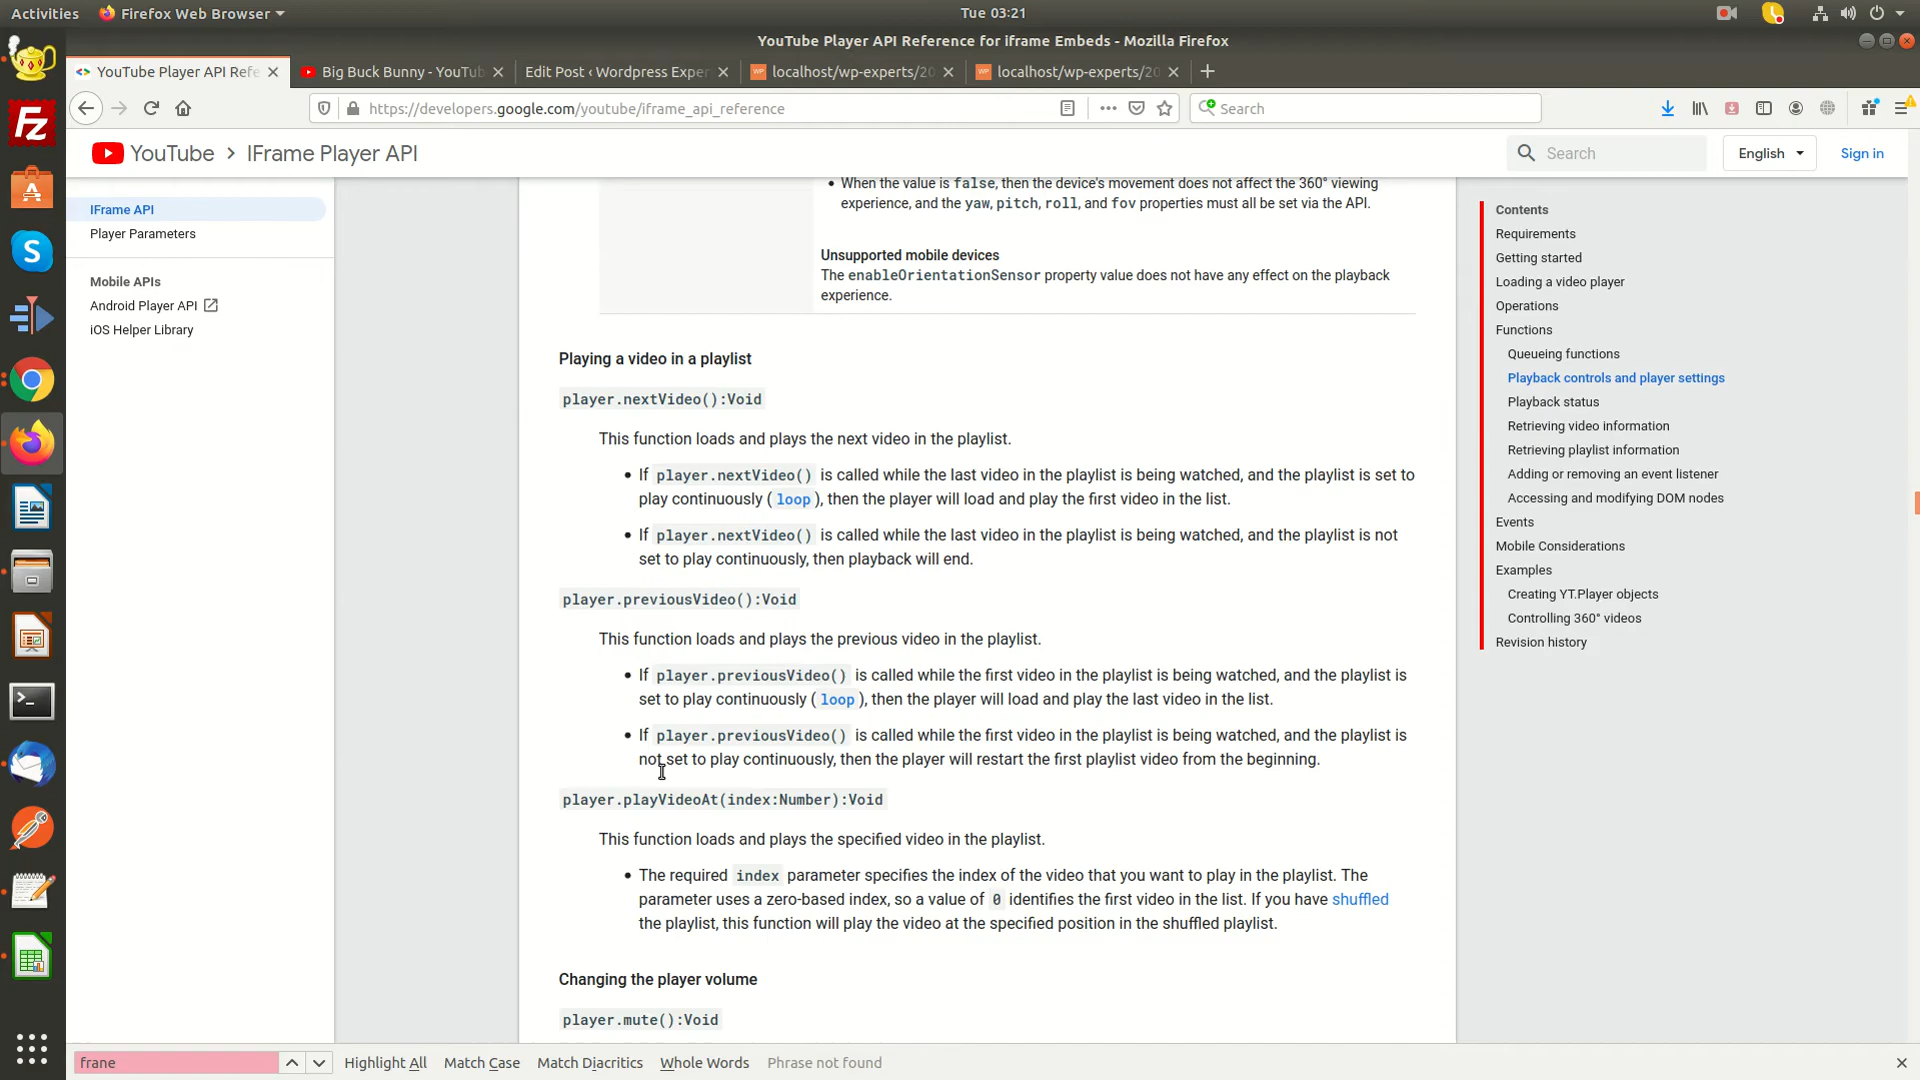 Activities
Firefox Web Browser
Tue 03:21
YouTube Player API Reference for iframe Embeds - Mozilla Firefox
YouTube Player API Refe
Big Buck Bunny - YouTub
Edit Post ‹ Wordpress Exper
localhost/wp-experts/20
localhost/wp-experts/20
https://developers.google.com/youtube/iframe_api_reference
Search
YouTube > IFrame Player API
Search
English
Sign in
IFrame API
Player Parameters
Mobile APIs
Android Player API
iOS Helper Library
• When the value is false, then the device's movement does not affect the 360° viewing
experience, and the yaw, pitch, roll, and fov properties must all be set via the API.
Unsupported mobile devices
The enableOrientationSensor property value does not have any effect on the playback
experience.
Playing a video in a playlist
player.nextVideo():Void
This function loads and plays the next video in the playlist.
• If player.nextVideo() is called while the last video in the playlist is being watched, and the playlist is set to
play continuously ( loop ), then the player will load and play the first video in the list.
• If player.nextVideo() is called while the last video in the playlist is being watched, and the playlist is not
set to play continuously, then playback will end.
player.previousVideo():Void
This function loads and plays the previous video in the playlist.
• If player.previousVideo() is called while the first video in the playlist is being watched, and the playlist is
set to play continuously ( loop ), then the player will load and play the last video in the list.
• If player.previousVideo() is called while the first video in the playlist is being watched, and the playlist is
not set to play continuously, then the player will restart the first playlist video from the beginning.
player.playVideoAt(index:Number):Void
This function loads and plays the specified video in the playlist.
• The required index parameter specifies the index of the video that you want to play in the playlist. The
parameter uses a zero-based index, so a value of 0 identifies the first video in the list. If you have shuffled
the playlist, this function will play the video at the specified position in the shuffled playlist.
Changing the player volume
player.mute():Void
Contents
Requirements
Getting started
Loading a video player
Operations
Functions
Queueing functions
Playback controls and player settings
Playback status
Retrieving video information
Retrieving playlist information
Adding or removing an event listener
Accessing and modifying DOM nodes
Events
Mobile Considerations
Examples
Creating YT.Player objects
Controlling 360° videos
Revision history
frane
Highlight All
Match Case
Match Diacritics
Whole Words
Phrase not found